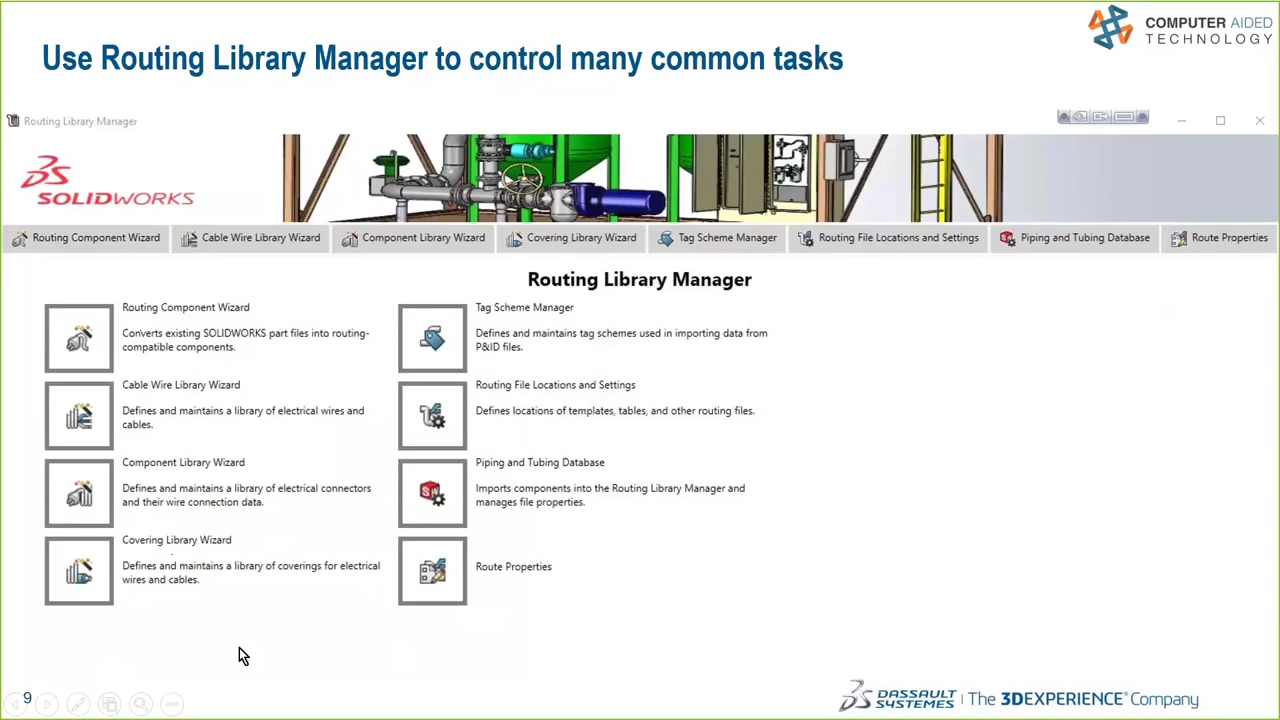 COMPUTER AIDED
TECHNOLOGY
Use Routing Library Manager to control many common tasks
Routing Library Manager
SOLIDWORKS
Routing Component Wizard
Cable Wire Library Wizard
Component Library Wizard
Covering Library Wizard
Tag Scheme Manager
Routing File Locations and Settings
Piping and Tubing Database
Route Properties
Routing Library Manager
Routing Component Wizard
Converts existing SOLIDWORKS part files into routing-
compatible components.
Cable Wire Library Wizard
Defines and maintains a library of electrical wires and
cables.
Component Library Wizard
Defines and maintains a library of electrical connectors
and their wire connection data.
Covering Library Wizard
Defines and maintains a library of coverings for electrical
wires and cables.
Tag Scheme Manager
Defines and maintains tag schemes used in importing data from
P&ID files.
Routing File Locations and Settings
Defines locations of templates, tables, and other routing files.
Piping and Tubing Database
Imports components into the Routing Library Manager and
manages file properties.
Route Properties
9
DASSAULT
SYSTEMES
The 3DEXPERIENCE® Company